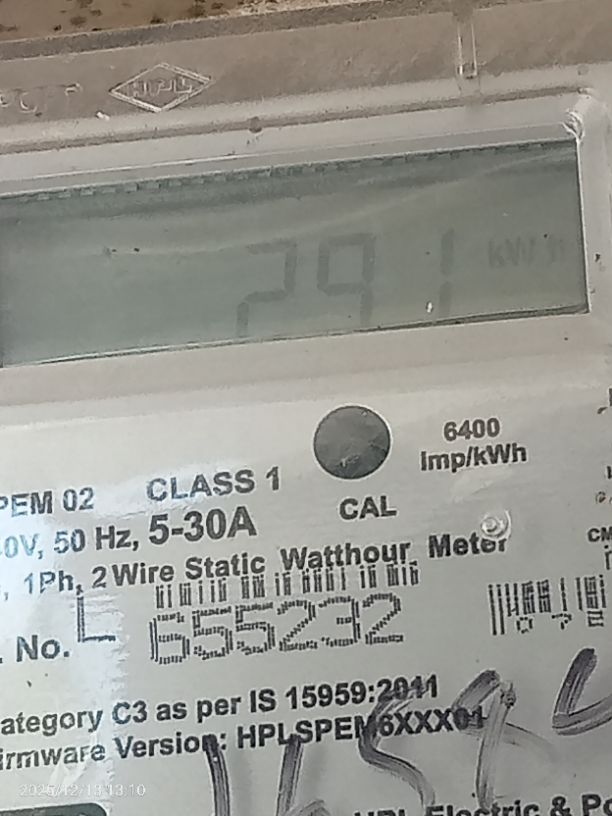 HPL
291 kWh
6400
Imp/kWh
CAL
PEM 02 CLASS 1
0V, 50 Hz, 5-30A
, 1Ph, 2 Wire Static Watthour Meter
. No. L 655232
ategory C3 as per IS 15959:2011
irmware Version: HPLSPEM6XXX01
HPL Electric & Po
2025/12/13 13:10